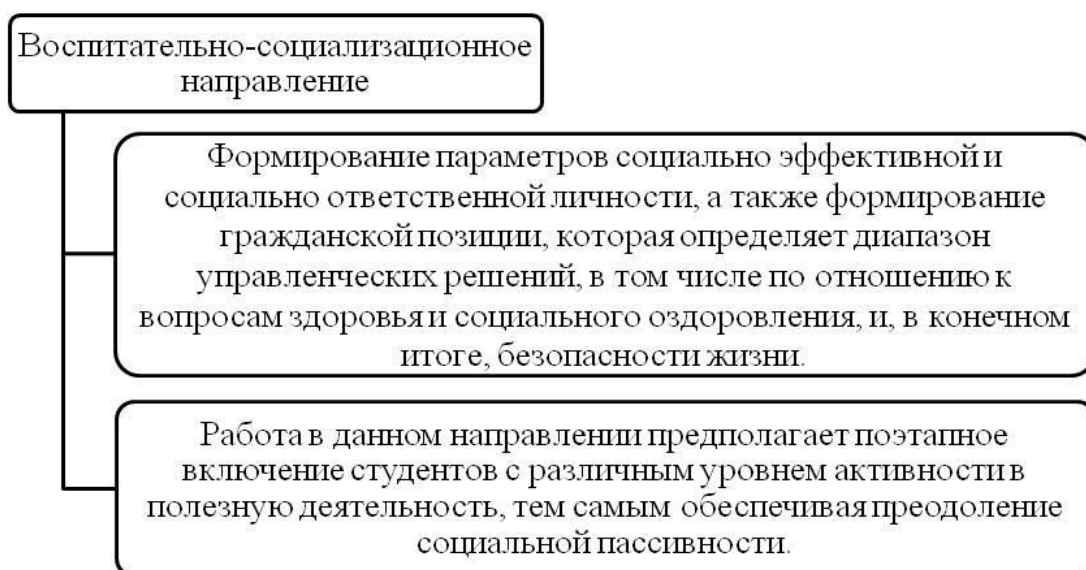 Воспитательно-социализационное
направление
Формирование параметров социально эффективной и
социально ответственной личности, а также формирование
гражданской позиции, которая определяет диапазон
управленческих решений, в том числе по отношению к
вопросам здоровья и социального оздоровления, и, в конечном
итоге, безопасности жизни.
Работа в данном направлении предполагает поэтапное
включение студентов с различным уровнем активности в
полезную деятельность, тем самым обеспечивая преодоление
социальной пассивности.